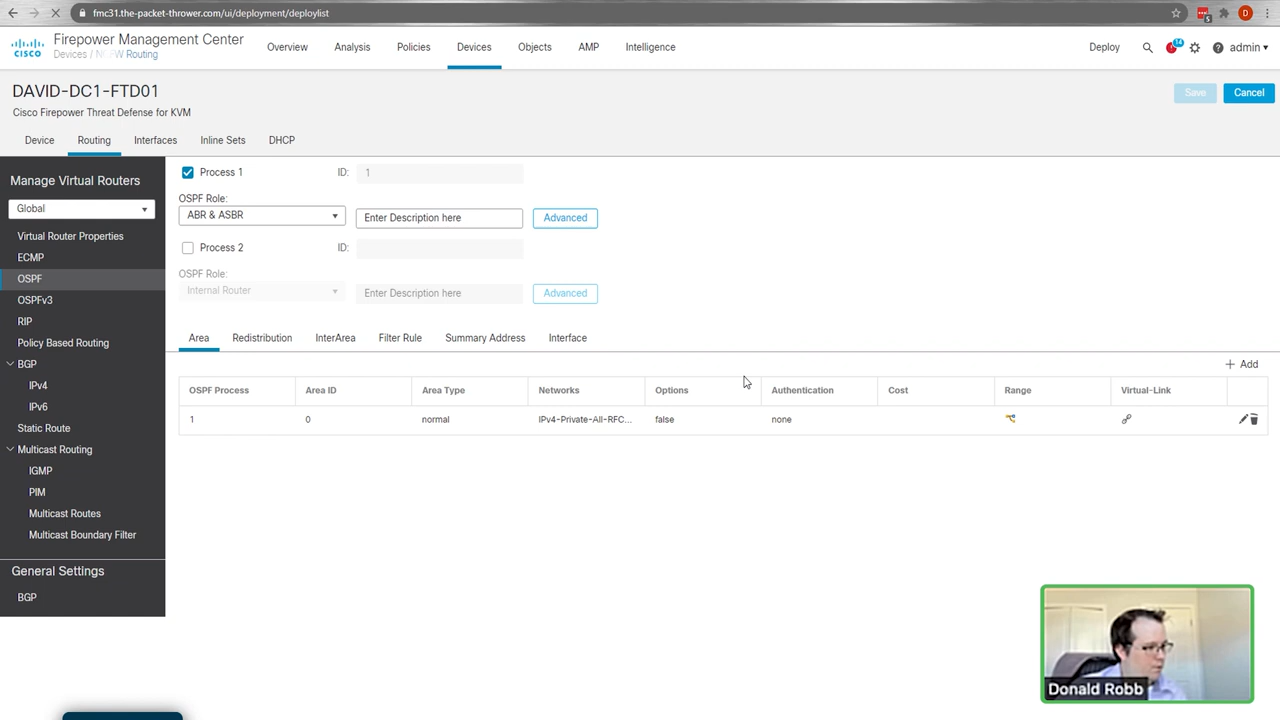 fmc31.the-packet-thrower.com/ui/deployment/deploylist
5
D
CISCO
Firepower Management Center
Devices / NGFW Routing
Overview
Analysis
Policies
Devices
Objects
AMP
Intelligence
Deploy
14
admin
DAVID-DC1-FTD01
Cisco Firepower Threat Defense for KVM
Save
Cancel
Device
Routing
Interfaces
Inline Sets
DHCP
Manage Virtual Routers
Global
Virtual Router Properties
ECMP
OSPF
OSPFv3
RIP
Policy Based Routing
BGP
IPv4
IPv6
Static Route
Multicast Routing
IGMP
PIM
Multicast Routes
Multicast Boundary Filter
General Settings
BGP
Process 1
ID:
1
OSPF Role:
ABR & ASBR
Enter Description here
Advanced
Process 2
ID:
OSPF Role:
Internal Router
Enter Description here
Advanced
Area
Redistribution
InterArea
Filter Rule
Summary Address
Interface
+ Add
OSPF Process
Area ID
Area Type
Networks
Options
Authentication
Cost
Range
Virtual-Link
1
0
normal
IPv4-Private-All-RFC...
false
none
Donald Robb